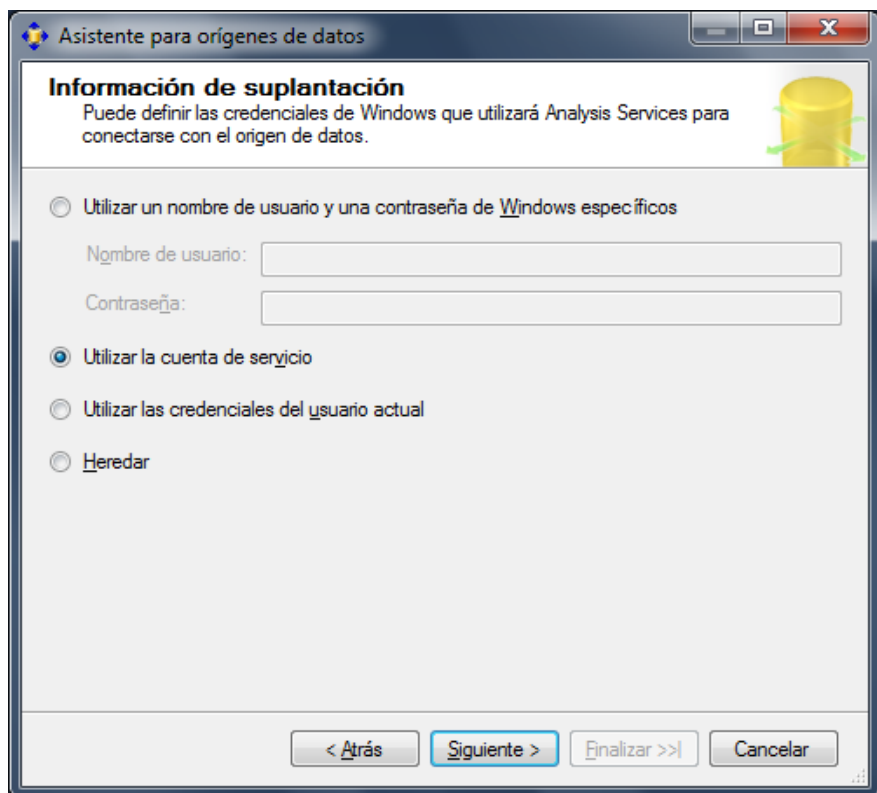 Asistente para orígenes de datos
Información de suplantación
Puede definir las credenciales de Windows que utilizará Analysis Services para
conectarse con el origen de datos.
Utilizar un nombre de usuario y una contraseña de Windows específicos
Nombre de usuario:
Contraseña:
Utilizar la cuenta de servicio
Utilizar las credenciales del usuario actual
Heredar
< Atrás Siguiente > Finalizar >>| Cancelar